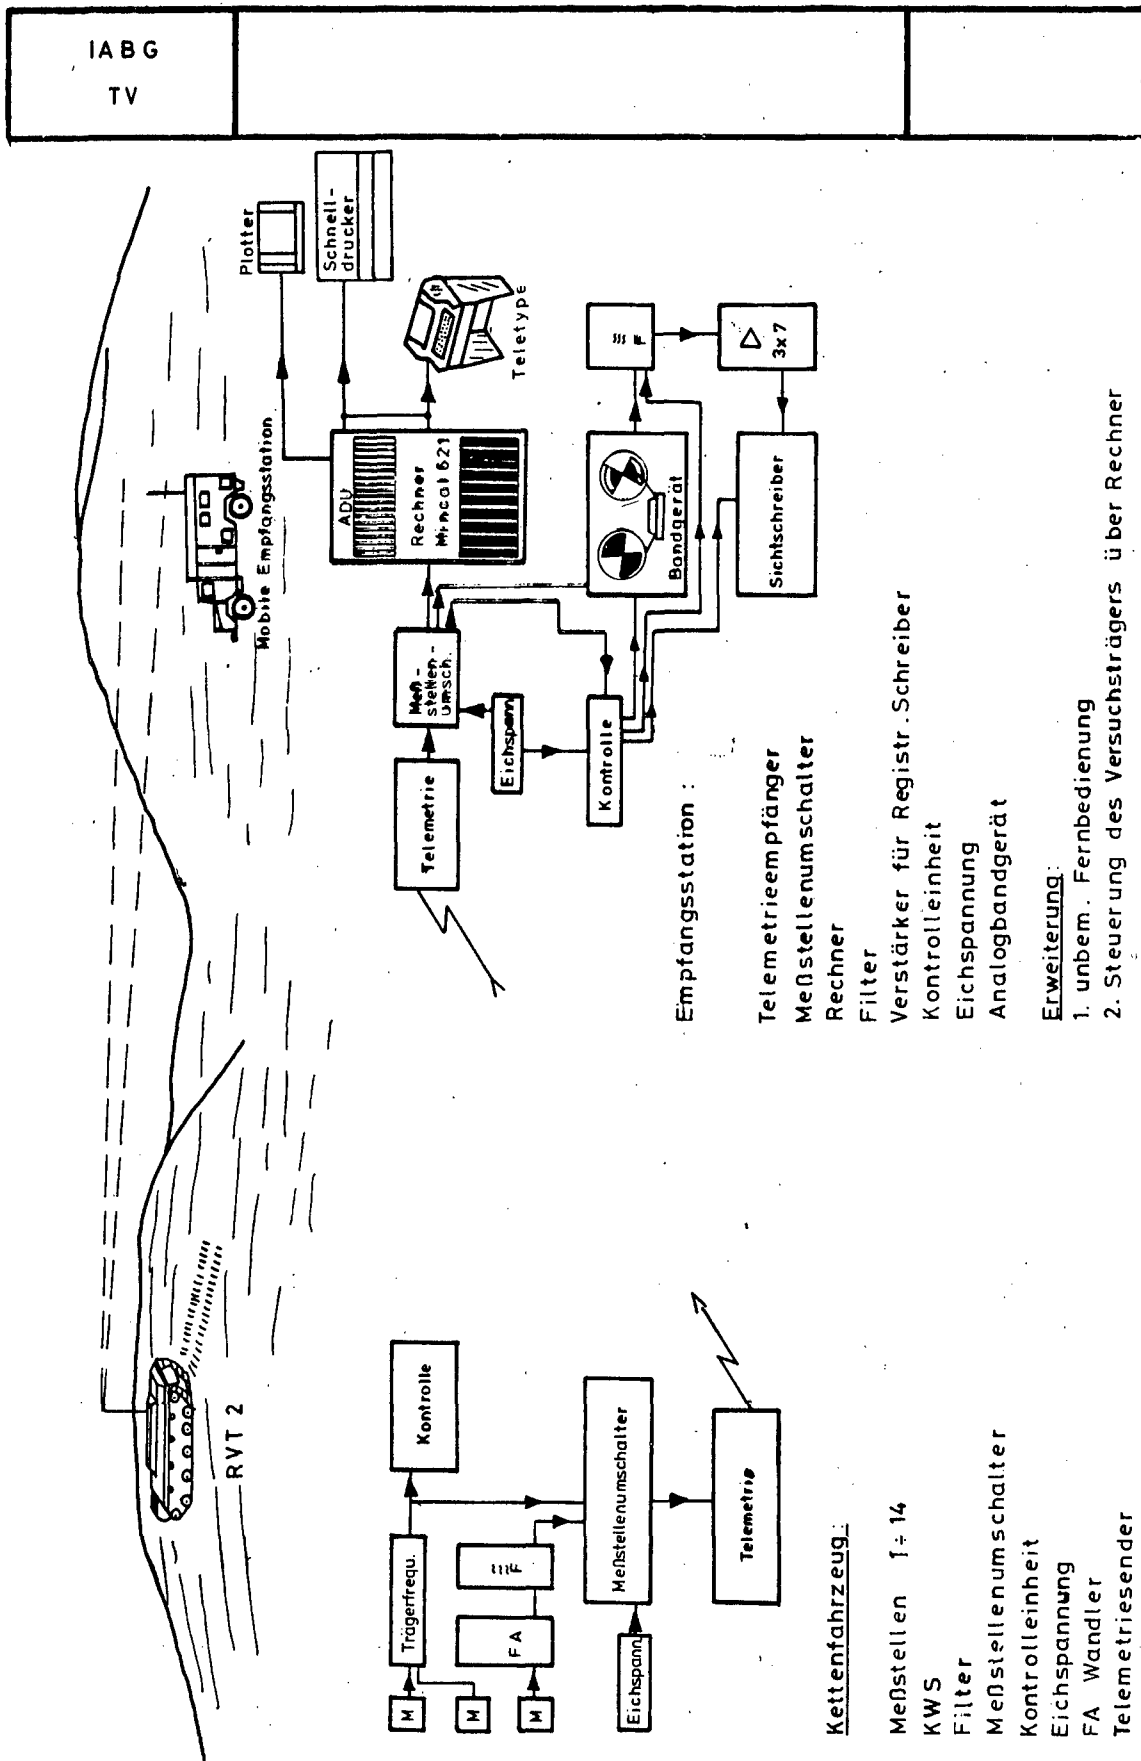 IABG
TV
RVT 2
Mobile Empfangsstation
Plotter
Schnell-
drucker
Teletype
ADU
Rechner
Mincal 621
Meß-
stellen-
umsch.
Telemetrie
Eichspann
Kontrolle
Bandgerät
F
3x7
Sichtschreiber
M
M
M
Trägerfrequ.
FA
F
Kontrolle
Eichspann
Meßstellenumschalter
Telemetrie
Kettenfahrzeug:
Meßstellen 1÷14
KWS
Filter
Meßstellenumschalter
Kontrolleinheit
Eichspannung
FA Wandler
Telemetriesender
Empfangsstation :
Telemetrieempfänger
Meßstellenumschalter
Rechner
Filter
Verstärker für Registr.Schreiber
Kontrolleinheit
Eichspannung
Analogbandgerät
Erweiterung:
1. unbem. Fernbedienung
2. Steuerung des Versuchsträgers über Rechner